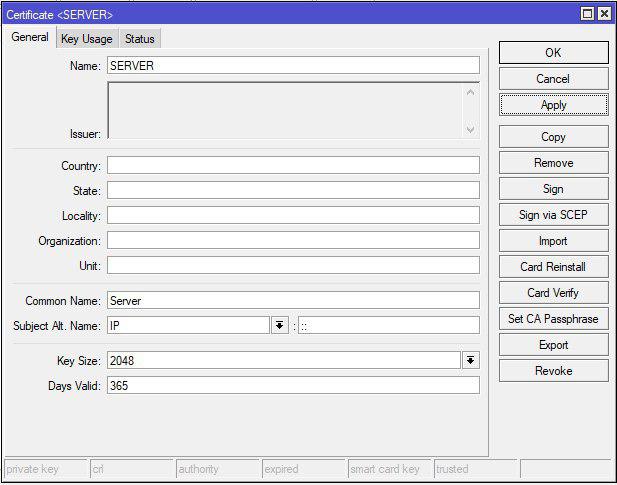 Certificate <SERVER>
General Key Usage Status
Name: SERVER
Issuer:
Country:
State:
Locality:
Organization:
Unit:
Common Name: Server
Subject Alt. Name: IP : ::
Key Size: 2048
Days Valid: 365
OK
Cancel
Apply
Copy
Remove
Sign
Sign via SCEP
Import
Card Reinstall
Card Verify
Set CA Passphrase
Export
Revoke
private key crl authority expired smart card key trusted